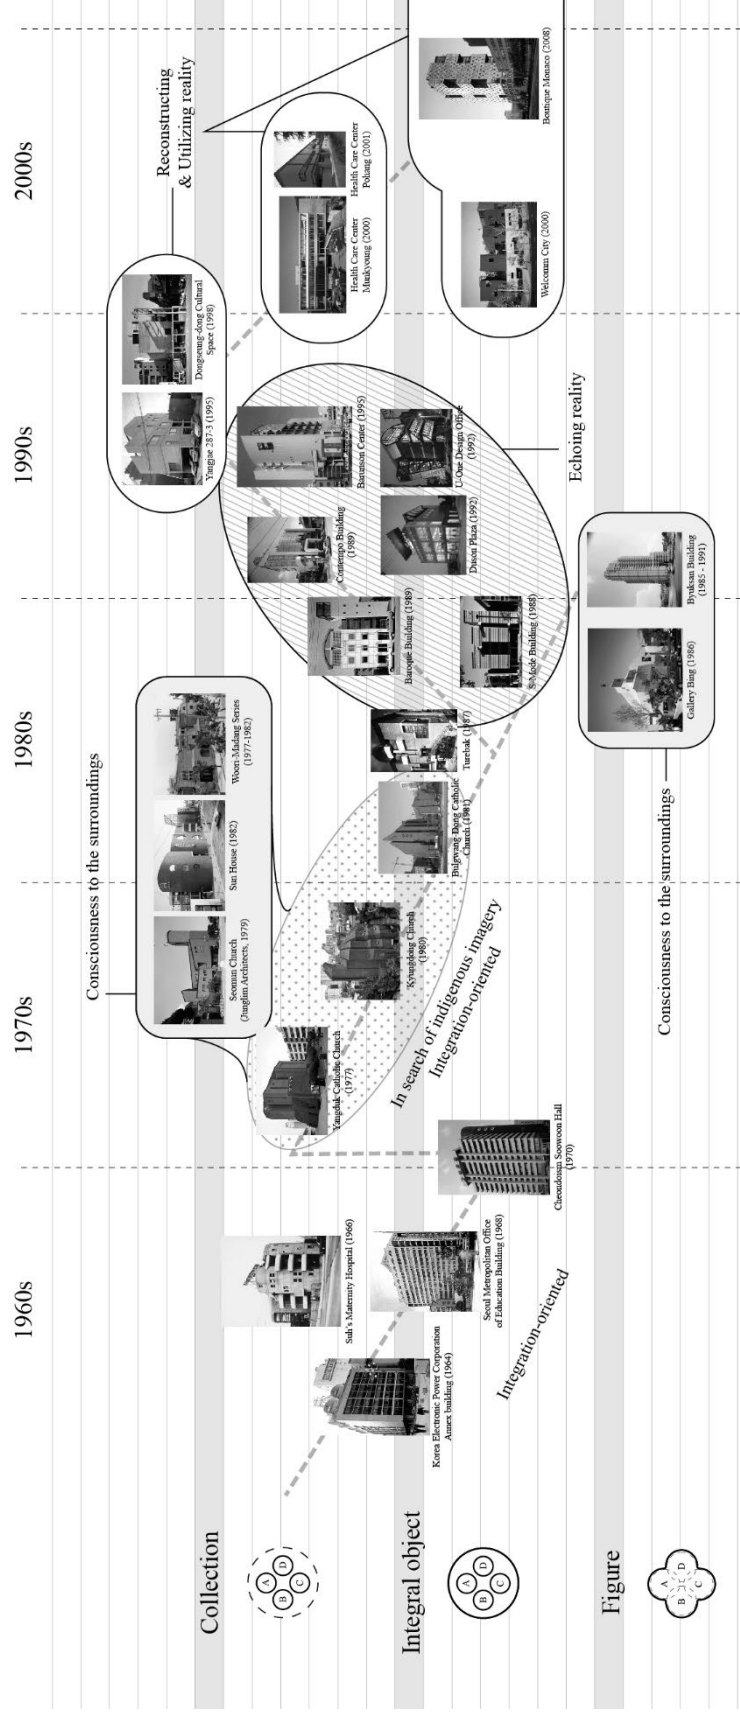 1960s
1970s
1980s
1990s
2000s
Consciousness to the surroundings
Reconstructing
& Utilizing reality
Seomun Church
(Junglim Architects, 1979)
Sun House (1982)
Woori-Madang Series
(1977-1982)
Yangjae 287-3 (1995)
Dongseung-dong Cultural
Space (1998)
Health Care Center
Munkyoung (2000)
Health Care Center
Pohang (2001)
Collection
A
B
C
D
Suh's Maternity Hospital (1966)
Yangduk Catholic Church
(1977)
Kyungdong Church
(1980)
Contempo Building
(1989)
Barunson Center (1995)
Baroque Building (1989)
Integral object
A
B
C
D
Korea Electronic Power Corporation
Annex building (1964)
Seoul Metropolitan Office
of Education Building (1968)
Cheondoism Soowoon Hall
(1970)
Integration-oriented
In search of indigenous imagery
Integration-oriented
Bulgwang-Dong Catholic
Church (1981)
Turebak (1987)
S-Mode Building (1988)
Duson Plaza (1992)
U-One Design Office
(1992)
Echoing reality
Welcomm City (2000)
Boutique Monaco (2008)
Figure
A
B
C
D
Consciousness to the surroundings
Gallery Bing (1986)
Byuksan Building
(1985 - 1991)